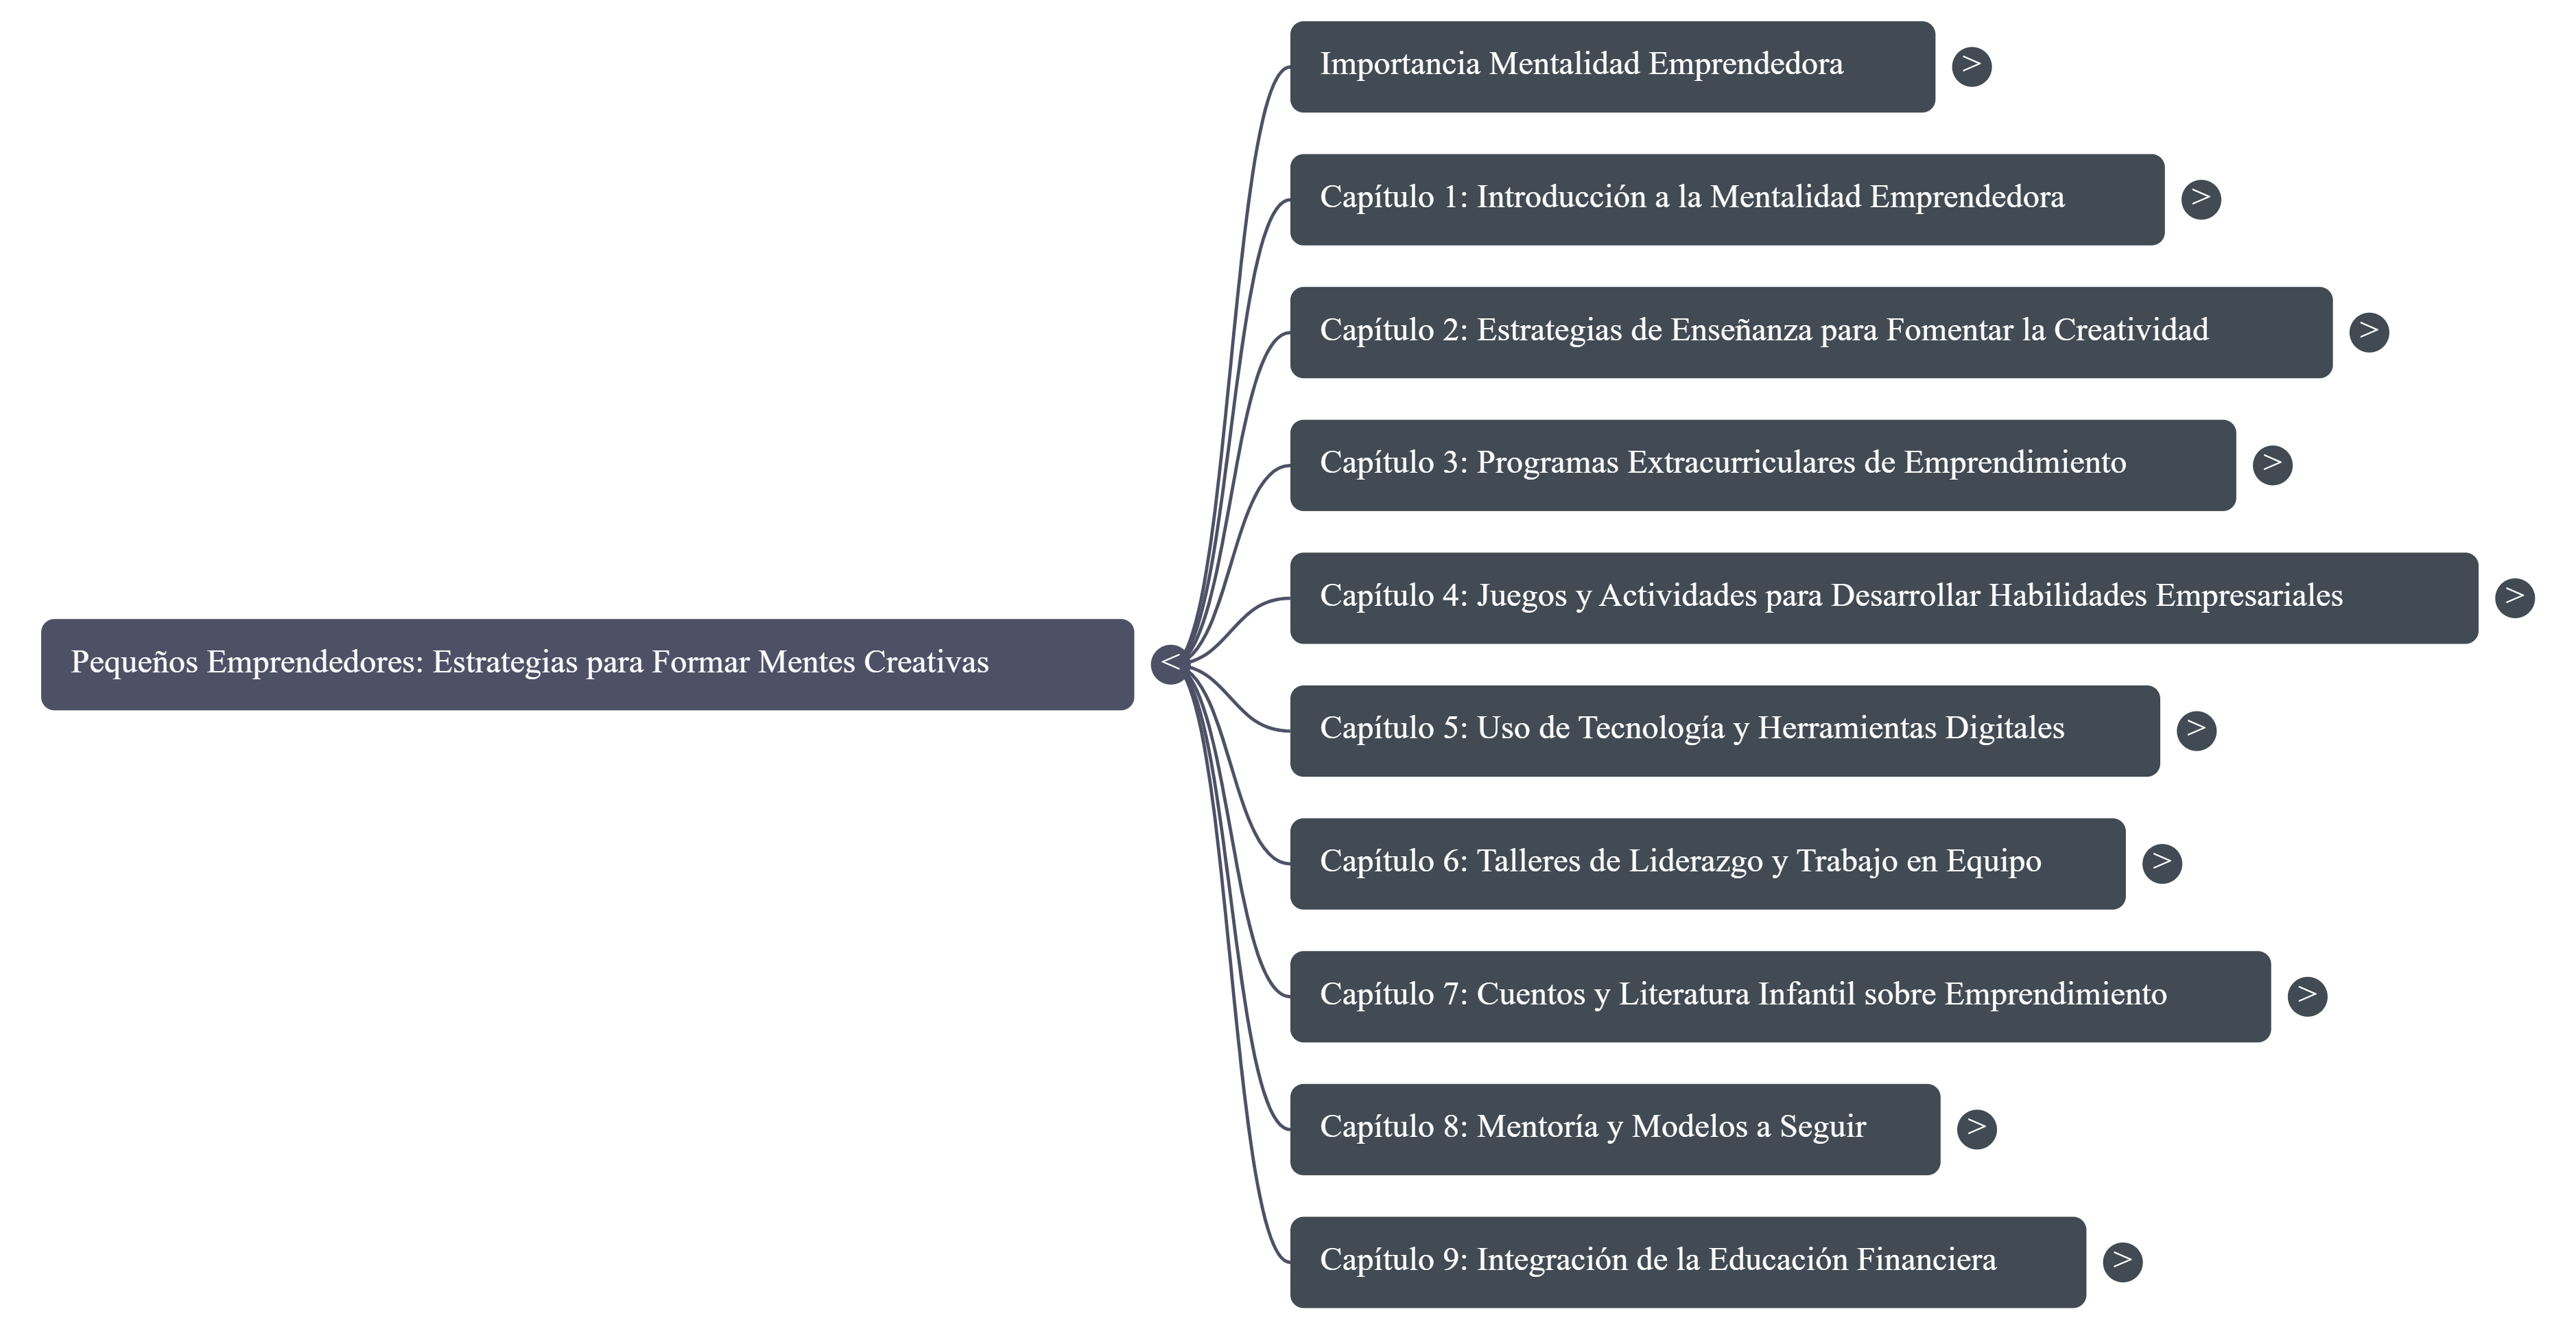 Pequeños Emprendedores: Estrategias para Formar Mentes Creativas
<
Importancia Mentalidad Emprendedora
>
Capítulo 1: Introducción a la Mentalidad Emprendedora
>
Capítulo 2: Estrategias de Enseñanza para Fomentar la Creatividad
>
Capítulo 3: Programas Extracurriculares de Emprendimiento
>
Capítulo 4: Juegos y Actividades para Desarrollar Habilidades Empresariales
>
Capítulo 5: Uso de Tecnología y Herramientas Digitales
>
Capítulo 6: Talleres de Liderazgo y Trabajo en Equipo
>
Capítulo 7: Cuentos y Literatura Infantil sobre Emprendimiento
>
Capítulo 8: Mentoría y Modelos a Seguir
>
Capítulo 9: Integración de la Educación Financiera
>